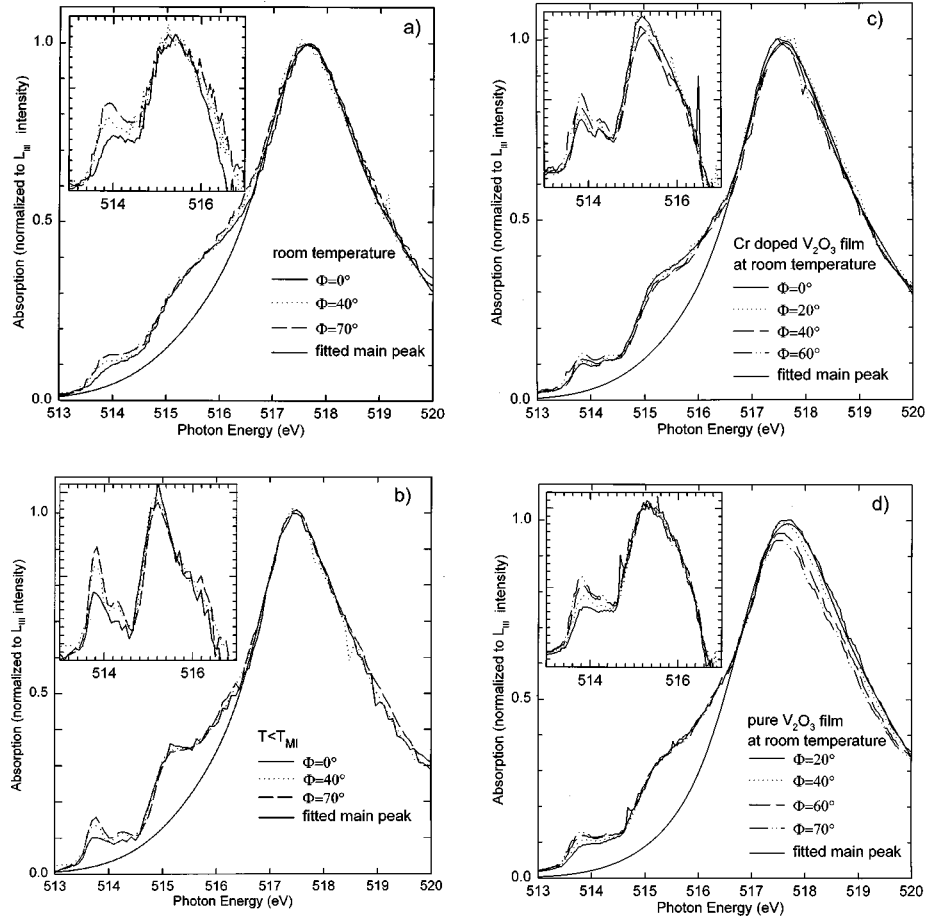 a)
Absorption (normalized to L_III intensity)
1.0
0.5
0.0
514 516
room temperature
Φ=0°
Φ=40°
Φ=70°
fitted main peak
513 514 515 516 517 518 519 520
Photon Energy (eV)
c)
Absorption (normalized to L_III intensity)
1.0
0.5
0.0
514 516
Cr doped V₂O₃ film
at room temperature
Φ=0°
Φ=20°
Φ=40°
Φ=60°
fitted main peak
513 514 515 516 517 518 519 520
Photon Energy (eV)
b)
Absorption (normalized to L_III intensity)
1.0
0.5
0.0
514 516
T<T_MI
Φ=0°
Φ=40°
Φ=70°
fitted main peak
513 514 515 516 517 518 519 520
Photon Energy (eV)
d)
Absorption (normalized to L_III intensity)
1.0
0.5
0.0
514 516
pure V₂O₃ film
at room temperature
Φ=20°
Φ=40°
Φ=60°
Φ=70°
fitted main peak
513 514 515 516 517 518 519 520
Photon Energy (eV)